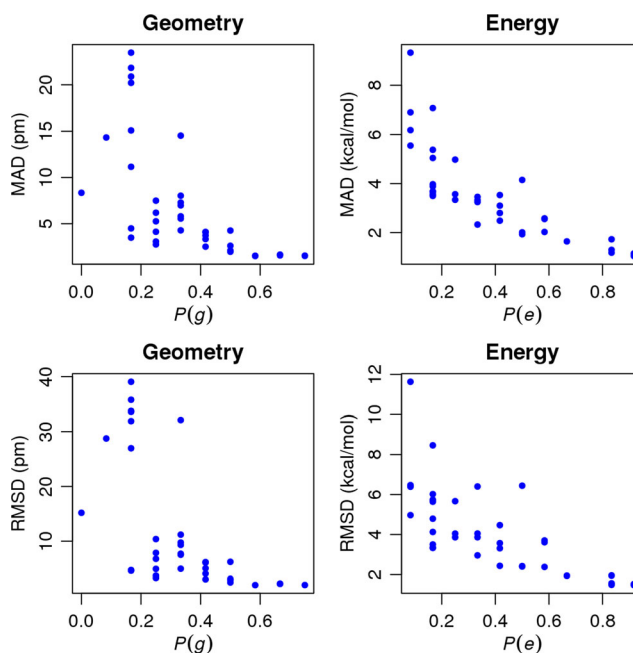 Geometry
MAD (pm)
20
15
10
5
0.0 0.2 0.4 0.6
P(g)
Energy
MAD (kcal/mol)
8
6
4
2
0.2 0.4 0.6 0.8
P(e)
Geometry
RMSD (pm)
40
30
20
10
0.0 0.2 0.4 0.6
P(g)
Energy
RMSD (kcal/mol)
12
10
8
6
4
2
0.2 0.4 0.6 0.8
P(e)